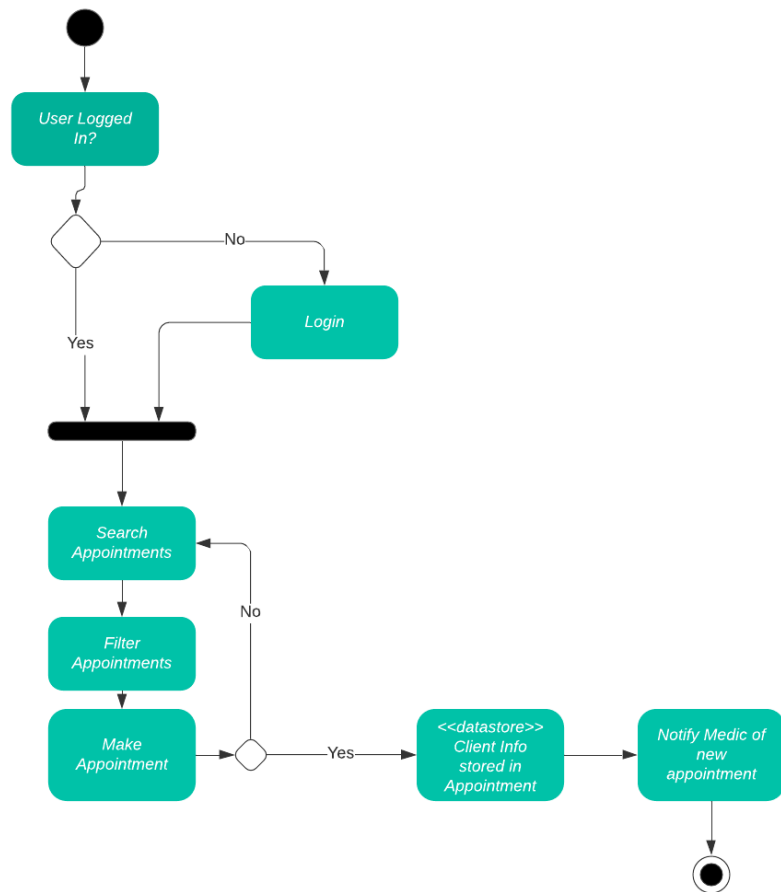 User Logged
In?
No
Login
Yes
Search
Appointments
No
Filter
Appointments
Make
Appointment
Yes
<<datastore>>
Client Info
stored in
Appointment
Notify Medic of
new
appointment